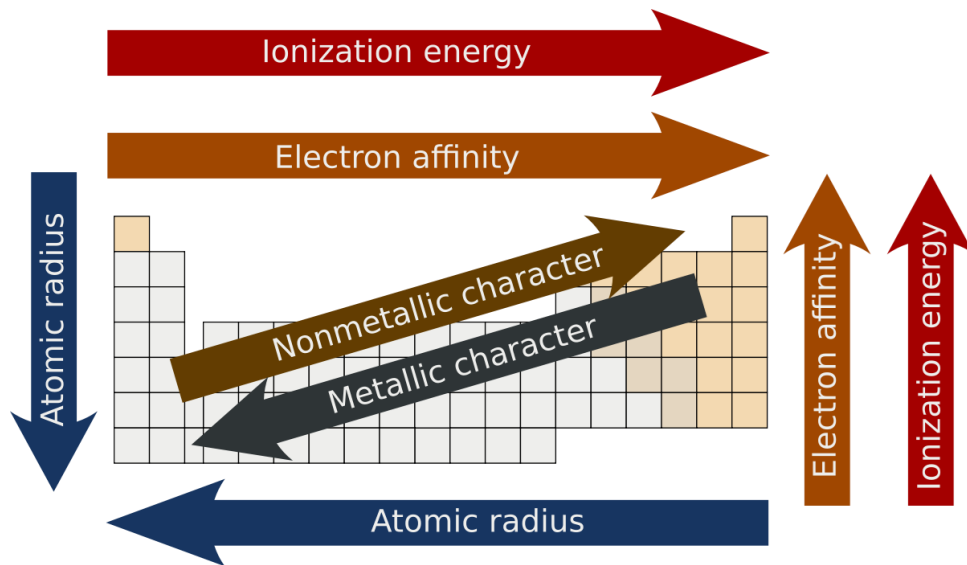 Ionization energy
Electron affinity
Atomic radius
Nonmetallic character
Metallic character
Electron affinity
Ionization energy
Atomic radius